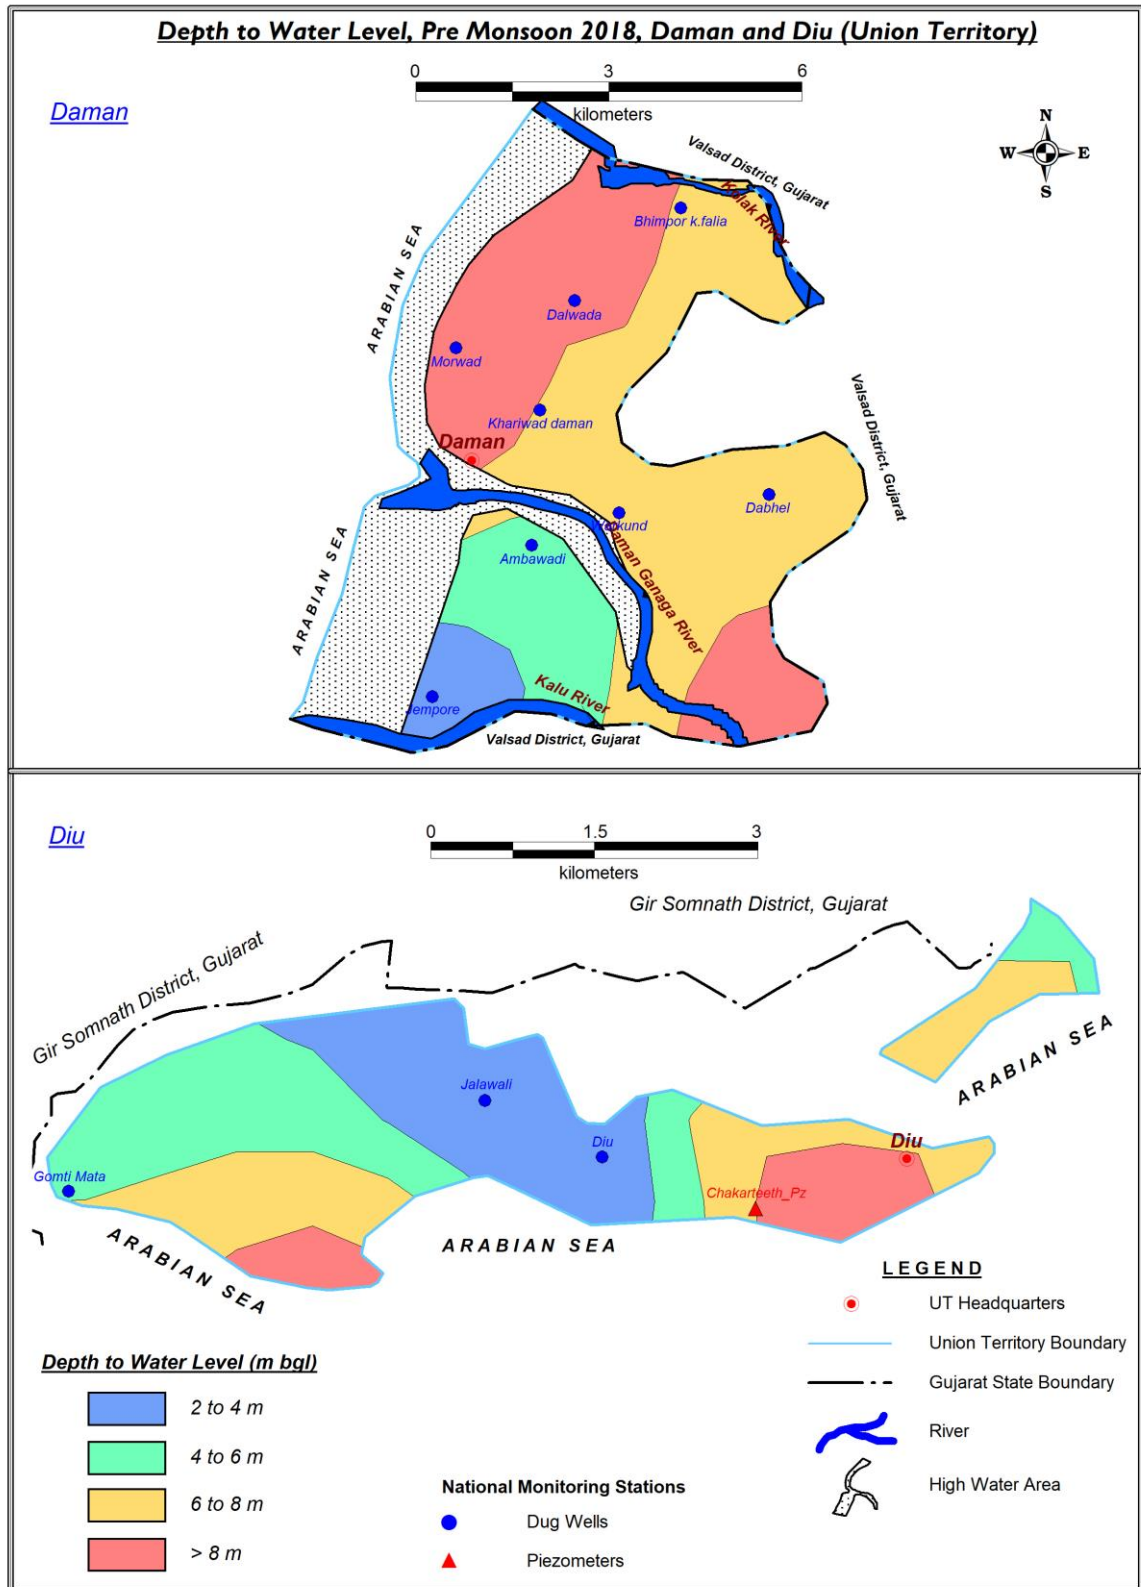 Depth to Water Level, Pre Monsoon 2018, Daman and Diu (Union Territory)
0 3 6
kilometers
Daman
N
W E
S
Valsad District, Gujarat
Kolak River
Bhimpor k.falia
ARABIAN SEA
Dalwada
Morwad
Valsad District, Gujarat
Khariwad daman
Daman
Dabhel
ARABIAN SEA
Daman Ganaga River
Ambawadi
Kalu River
Jempore
Valsad District, Gujarat
Diu
0 1.5 3
kilometers
Gir Somnath District, Gujarat
Gir Somnath District, Gujarat
ARABIAN SEA
Jalawali
Diu
Diu
Gomti Mata
Chakarteeth_Pz
ARABIAN SEA
ARABIAN SEA
LEGEND
UT Headquarters
Union Territory Boundary
Gujarat State Boundary
River
High Water Area
Depth to Water Level (m bgl)
2 to 4 m
4 to 6 m
6 to 8 m
> 8 m
National Monitoring Stations
Dug Wells
Piezometers